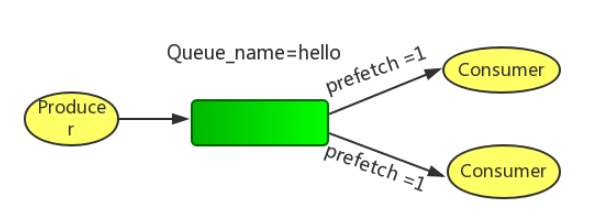 Queue_name=hello
prefetch =1
Consumer
Produce
r
prefetch =1
Consumer